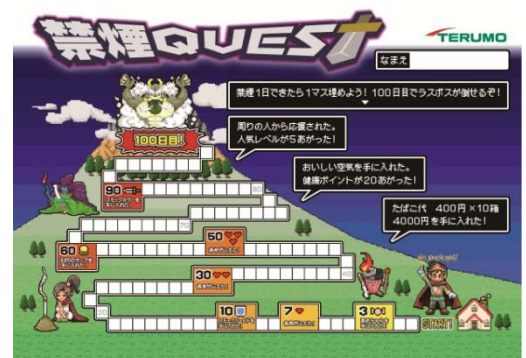 禁煙QUEST
TERUMO
なまえ
禁煙1日できたら1マス埋めよう! 100日目でラスボスが倒せるぞ!
周りの人から応援された。
人気レベルが5あがった!
100日目!
おいしい空気を手に入れた。
健康ポイントが20あがった!
たばこ代 400円×10箱
4000円を手に入れた!
90
80
70
60
50
40
30
20
10
7
3
START!